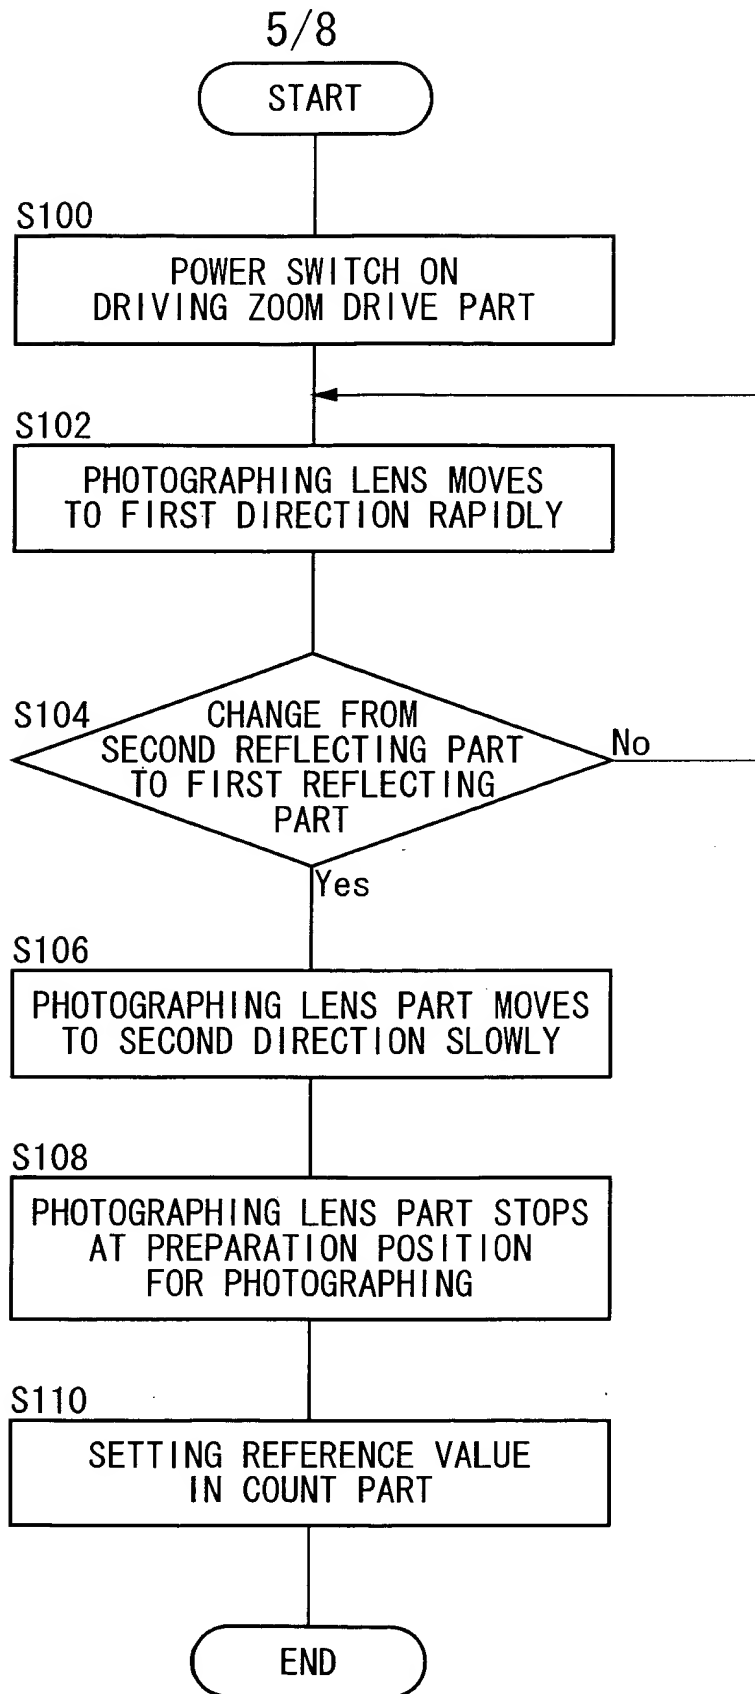 5/8
START
S100
POWER SWITCH ON
DRIVING ZOOM DRIVE PART
S102
PHOTOGRAPHING LENS MOVES
TO FIRST DIRECTION RAPIDLY
S104
CHANGE FROM
SECOND REFLECTING PART
TO FIRST REFLECTING
PART
No
Yes
S106
PHOTOGRAPHING LENS PART MOVES
TO SECOND DIRECTION SLOWLY
S108
PHOTOGRAPHING LENS PART STOPS
AT PREPARATION POSITION
FOR PHOTOGRAPHING
S110
SETTING REFERENCE VALUE
IN COUNT PART
END